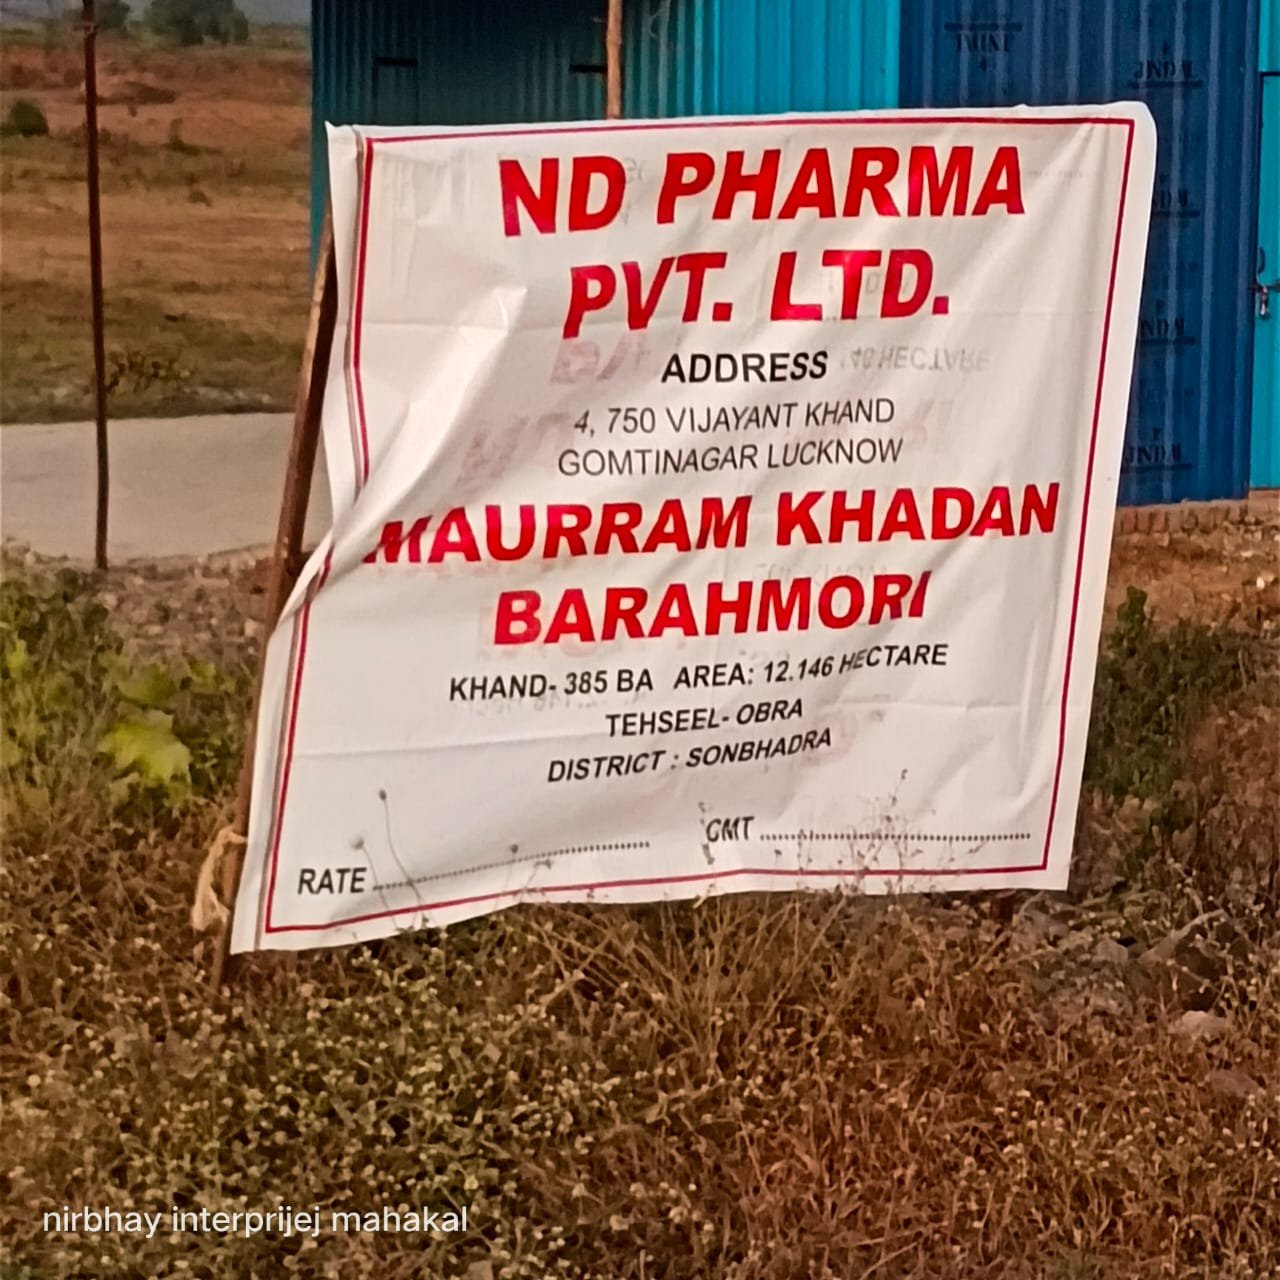 ND PHARMA
PVT. LTD.
ADDRESS
4, 750 VIJAYANT KHAND
GOMTINAGAR LUCKNOW
MAURRAM KHADAN
BARAHMORI
KHAND- 385 BA AREA: 12.146 HECTARE
TEHSEEL- OBRA
DISTRICT : SONBHADRA
RATE ........................................ CMT ........................................
JINDAL
nirbhay interprijej mahakal